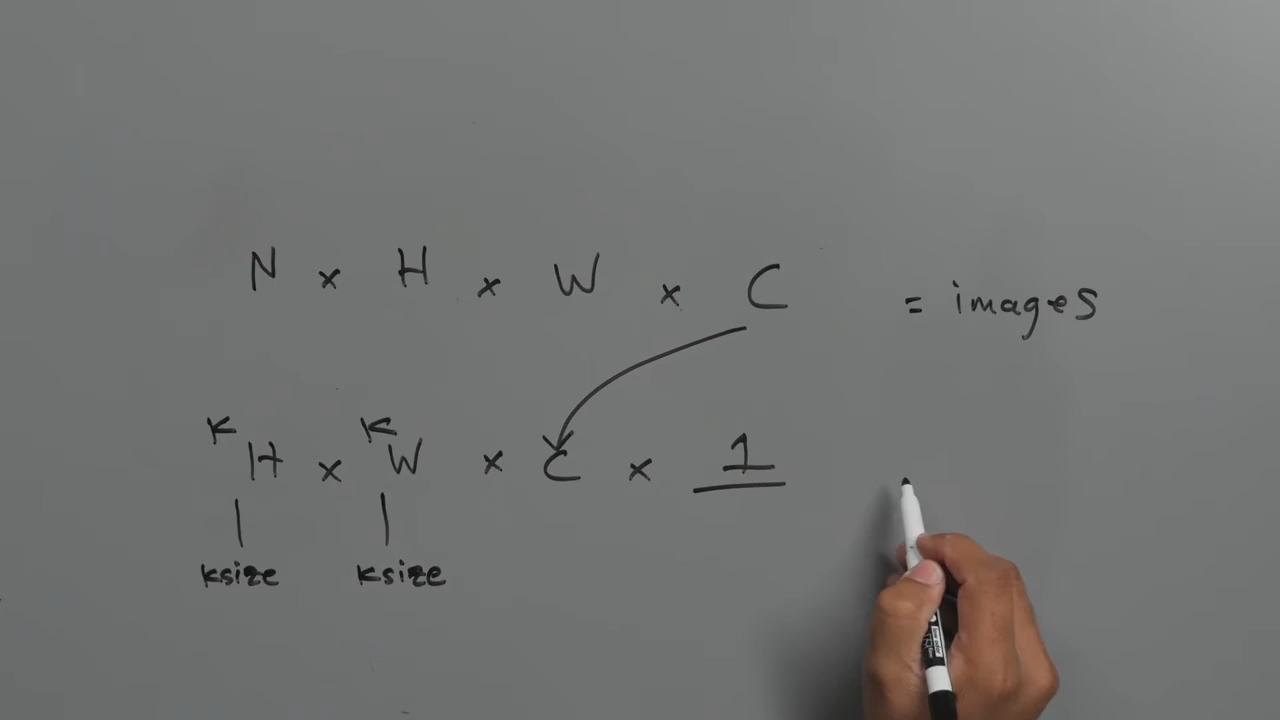 N x H x W x C = images
KH x KW x C x 1
ksize ksize